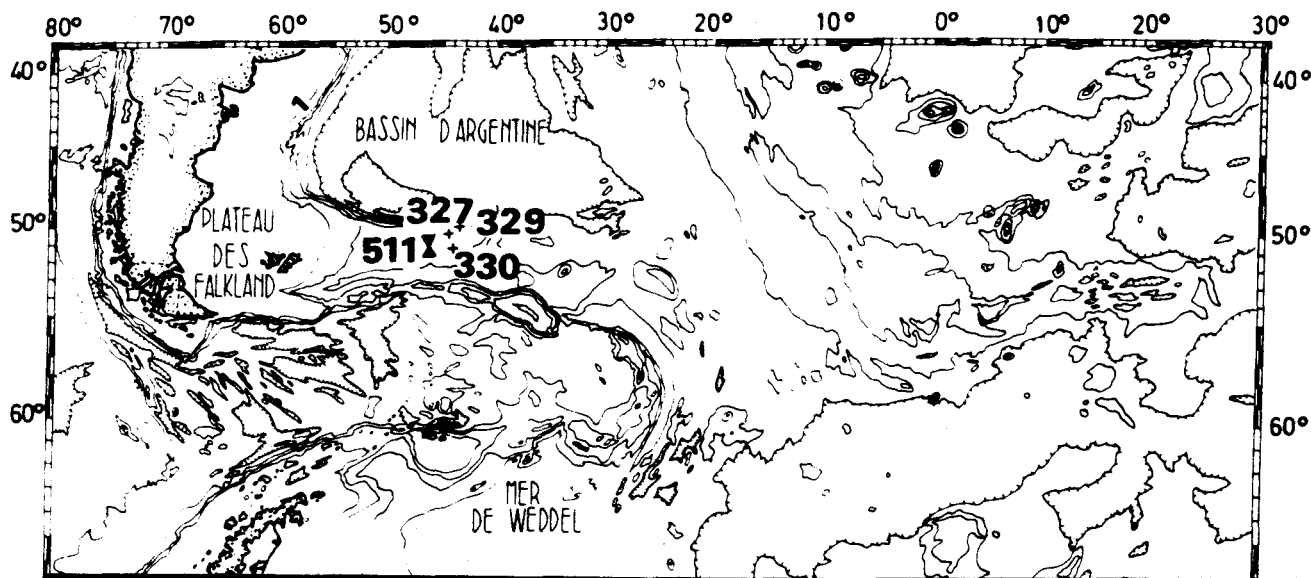 80° 70° 60° 50° 40° 30° 20° 10° 0° 10° 20° 30°
40° 40°
BASSIN D'ARGENTINE
50° 50°
PLATEAU
DES
FALKLAND
327 329
511 330
60° 60°
MER
DE WEDDEL